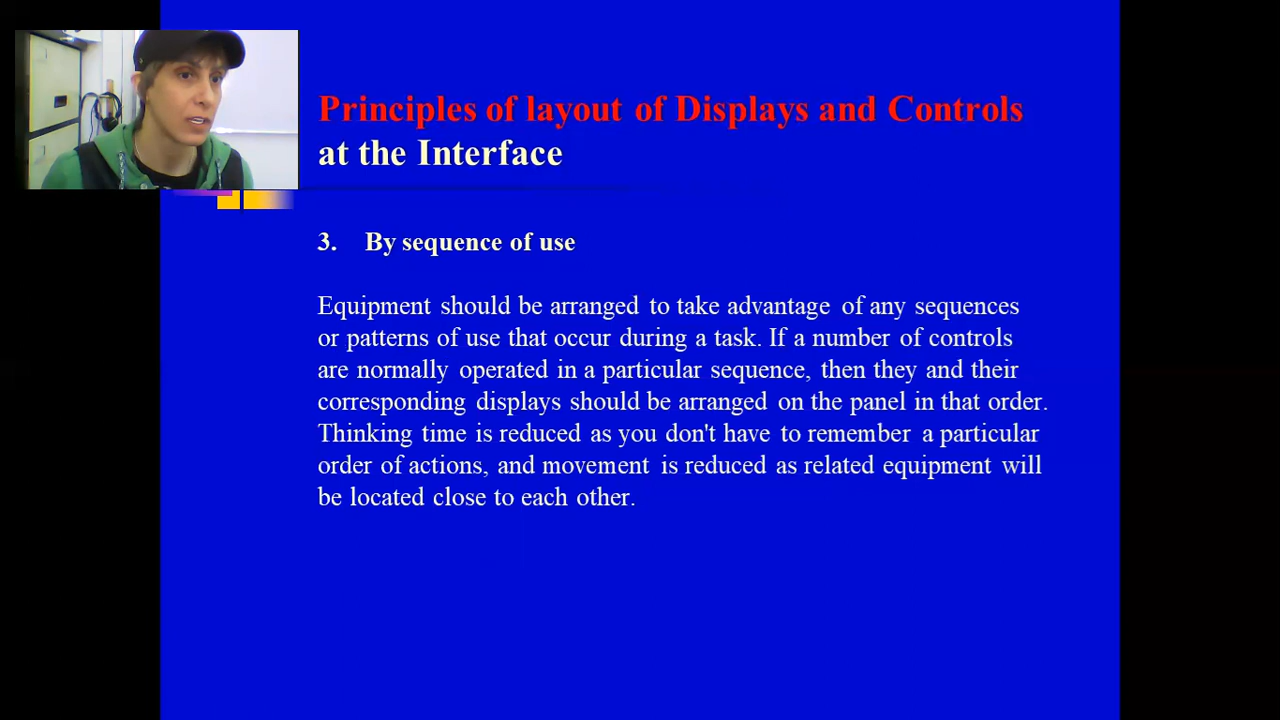 Principles of layout of Displays and Controls
at the Interface
3. By sequence of use
Equipment should be arranged to take advantage of any sequences
or patterns of use that occur during a task. If a number of controls
are normally operated in a particular sequence, then they and their
corresponding displays should be arranged on the panel in that order.
Thinking time is reduced as you don't have to remember a particular
order of actions, and movement is reduced as related equipment will
be located close to each other.